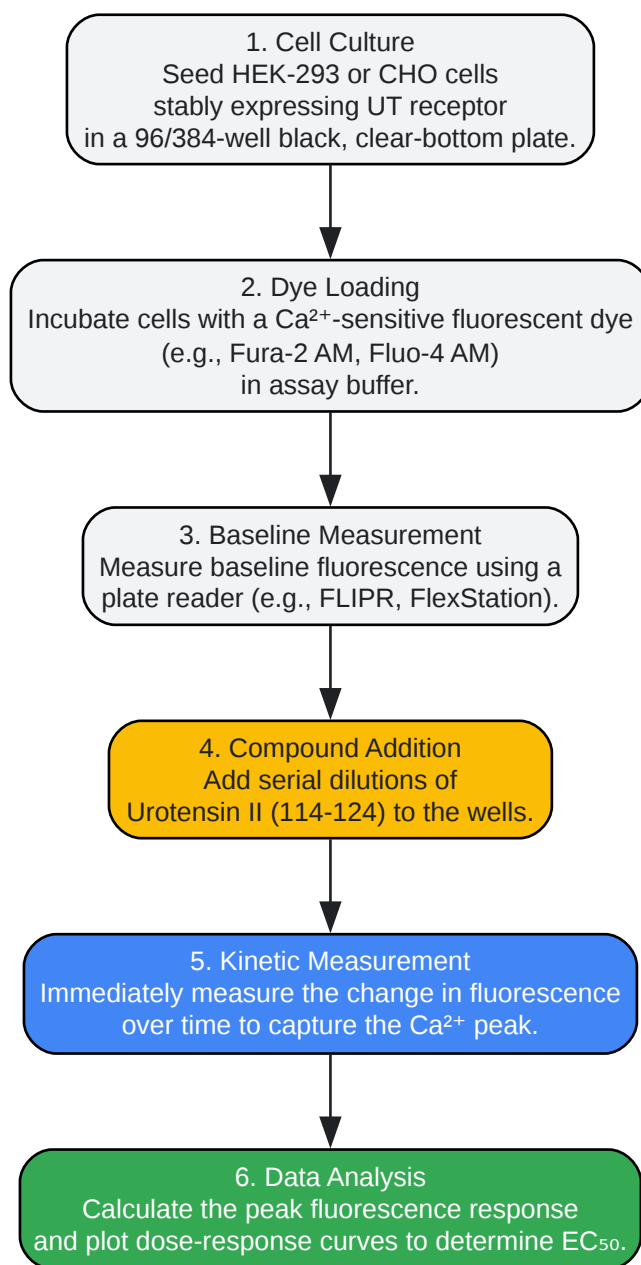 1. Cell Culture
Seed HEK-293 or CHO cells
stably expressing UT receptor
in a 96/384-well black, clear-bottom plate.
2. Dye Loading
Incubate cells with a Ca²⁺-sensitive fluorescent dye
(e.g., Fura-2 AM, Fluo-4 AM)
in assay buffer.
3. Baseline Measurement
Measure baseline fluorescence using a
plate reader (e.g., FLIPR, FlexStation).
4. Compound Addition
Add serial dilutions of
Urotensin II (114-124) to the wells.
5. Kinetic Measurement
Immediately measure the change in fluorescence
over time to capture the Ca²⁺ peak.
6. Data Analysis
Calculate the peak fluorescence response
and plot dose-response curves to determine EC₅₀.